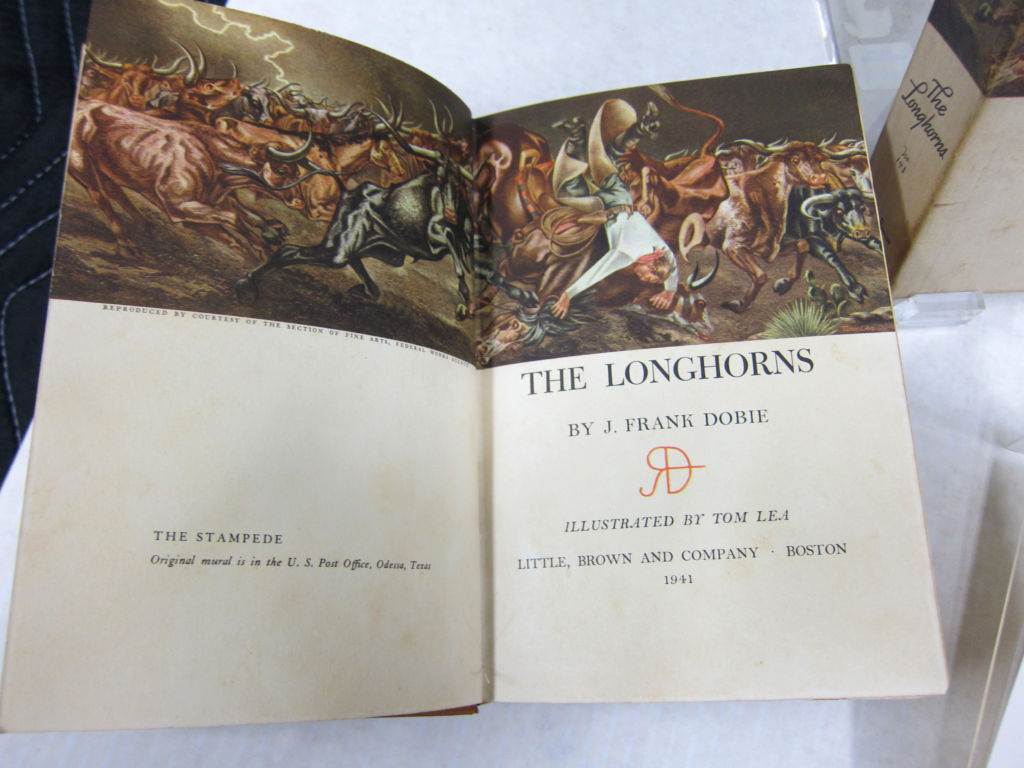 REPRODUCED BY COURTESY OF THE SECTION OF FINE ARTS, FEDERAL WORKS AGENCY
THE STAMPEDE
Original mural is in the U. S. Post Office, Odessa, Texas
THE LONGHORNS
BY J. FRANK DOBIE
RD
ILLUSTRATED BY TOM LEA
LITTLE, BROWN AND COMPANY · BOSTON
1941
The
Longhorns